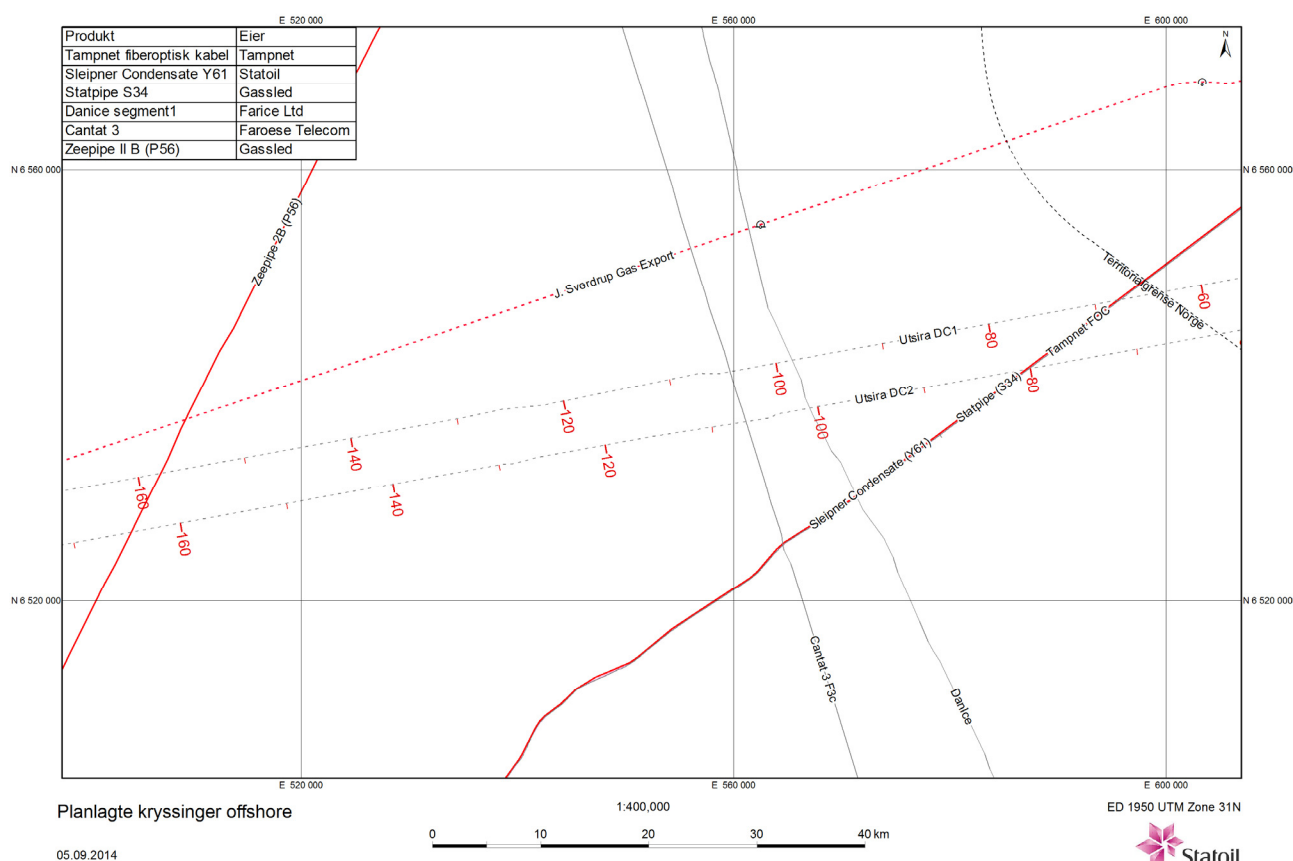 E 520 000
E 560 000
E 600 000
Produkt Eier
Tampnet fiberoptisk kabel Tampnet
Sleipner Condensate Y61 Statoil
Statpipe S34 Gassled
Danice segment1 Farice Ltd
Cantat 3 Faroese Telecom
Zeepipe II B (P56) Gassled
N
N 6 560 000
N 6 560 000
Zeepipe 2B (P56)
J. Svordrup Gas Export
Territorialgrense Norge
60
Tampnet FOC
Utsira DC1
80
Utsira DC2
Statpipe (S34)
80
100
100
120
120
140
140
160
160
Sleipner Condensate (Y61)
N 6 520 000
N 6 520 000
Cantat 3 F3c
DanIce
E 520 000
E 560 000
E 600 000
Planlagte kryssinger offshore
1:400,000
ED 1950 UTM Zone 31N
0 10 20 30 40 km
05.09.2014
Statoil